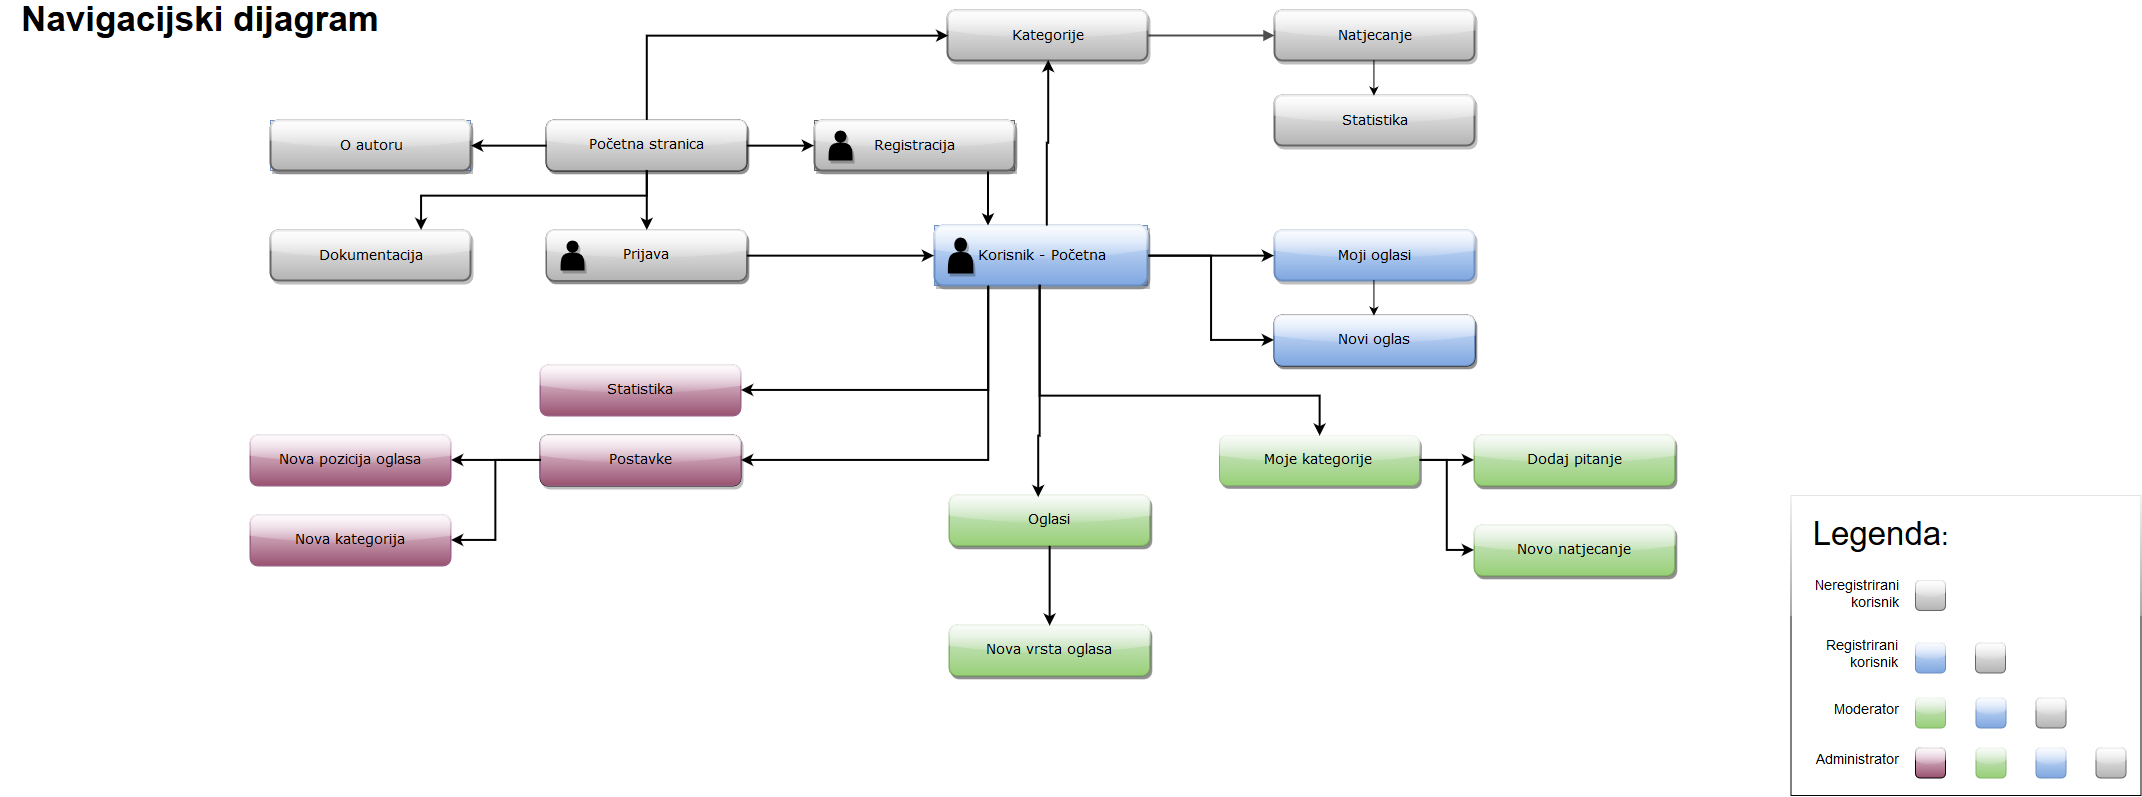 Navigacijski dijagram
Kategorije
Natjecanje
Statistika
O autoru
Početna stranica
Registracija
Dokumentacija
Prijava
Korisnik - Početna
Moji oglasi
Novi oglas
Statistika
Nova pozicija oglasa
Postavke
Moje kategorije
Dodaj pitanje
Nova kategorija
Oglasi
Novo natjecanje
Nova vrsta oglasa
Legenda:
Neregistrirani
korisnik
Registrirani
korisnik
Moderator
Administrator